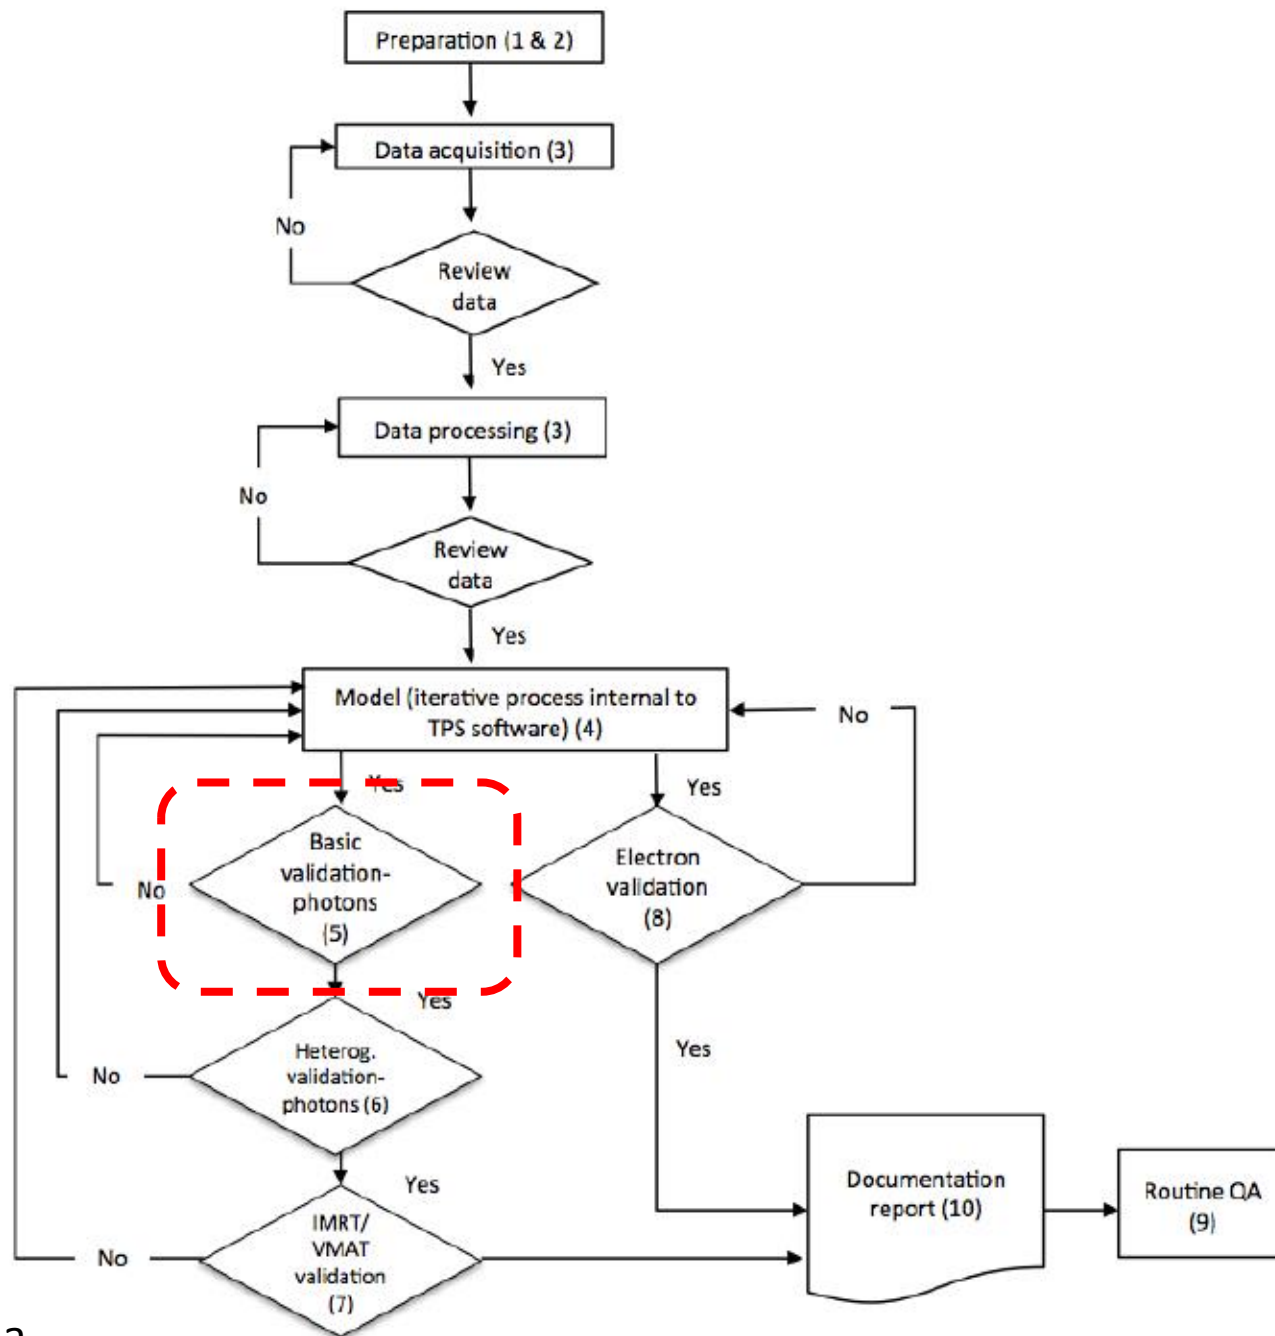 Preparation (1 & 2)
Data acquisition (3)
No
Review
data
Yes
Data processing (3)
No
Review
data
Yes
Model (iterative process internal to
TPS software) (4)
No
Yes
Yes
Basic
validation-
photons
(5)
No
Electron
validation
(8)
Yes
Heterog.
validation-
photons (6)
No
Yes
Yes
IMRT/
VMAT
validation
(7)
No
Documentation
report (10)
Routine QA
(9)